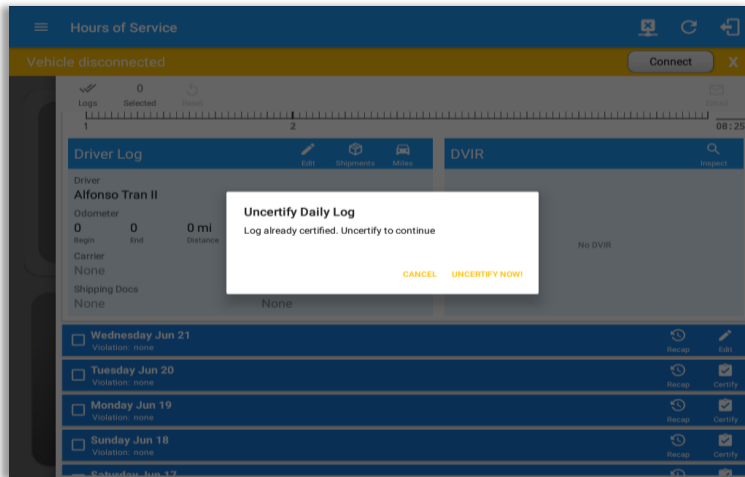 Hours of Service
Vehicle disconnected
Connect
X
Logs
0
Selected
Reset
Email
1
2
08:25
Driver Log
Edit
Shipments
Miles
DVIR
Inspect
Driver
Alfonso Tran II
Odometer
0
0
0 mi
Begin
End
Distance
Carrier
None
Shipping Docs
None
None
No DVIR
Uncertify Daily Log
Log already certified. Uncertify to continue
CANCEL
UNCERTIFY NOW!
Wednesday Jun 21
Violation: none
Recap
Edit
Tuesday Jun 20
Violation: none
Recap
Certify
Monday Jun 19
Violation: none
Recap
Certify
Sunday Jun 18
Violation: none
Recap
Certify
Saturday Jun 17